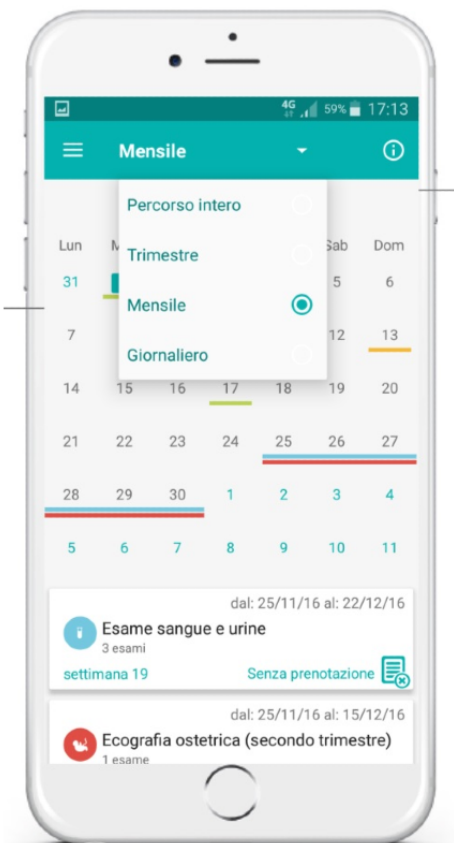 4G 59% 17:13
Mensile
Percorso intero
Trimestre
Mensile
Giornaliero
Lun M Sab Dom
31 5 6
7 12 13
14 15 16 17 18 19 20
21 22 23 24 25 26 27
28 29 30 1 2 3 4
5 6 7 8 9 10 11
dal: 25/11/16 al: 22/12/16
Esame sangue e urine
3 esami
settimana 19 Senza prenotazione
dal: 25/11/16 al: 15/12/16
Ecografia ostetrica (secondo trimestre)
1 esame